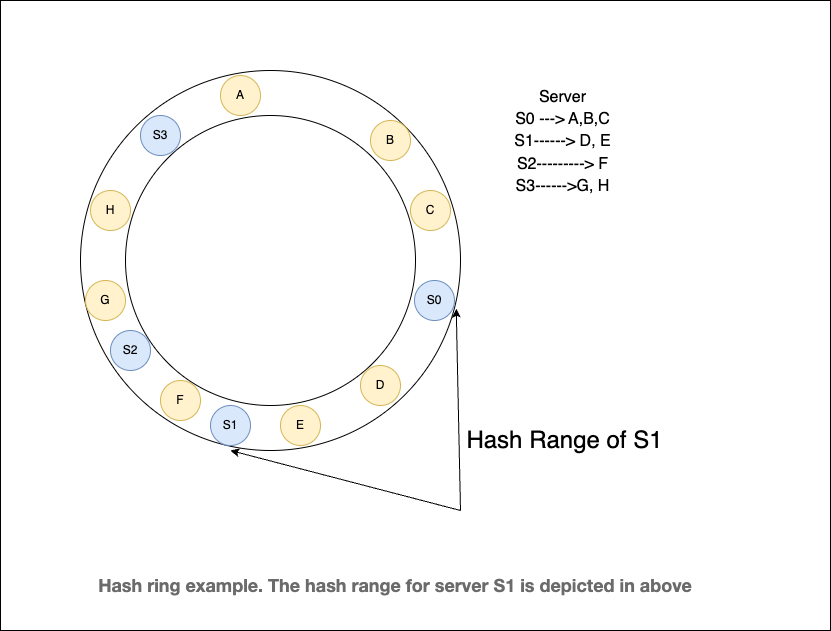 A
S3
B
H
C
G
S0
S2
D
F
S1
E
Server
S0 ---> A,B,C
S1------> D, E
S2---------> F
S3------>G, H
Hash Range of S1
Hash ring example. The hash range for server S1 is depicted in above